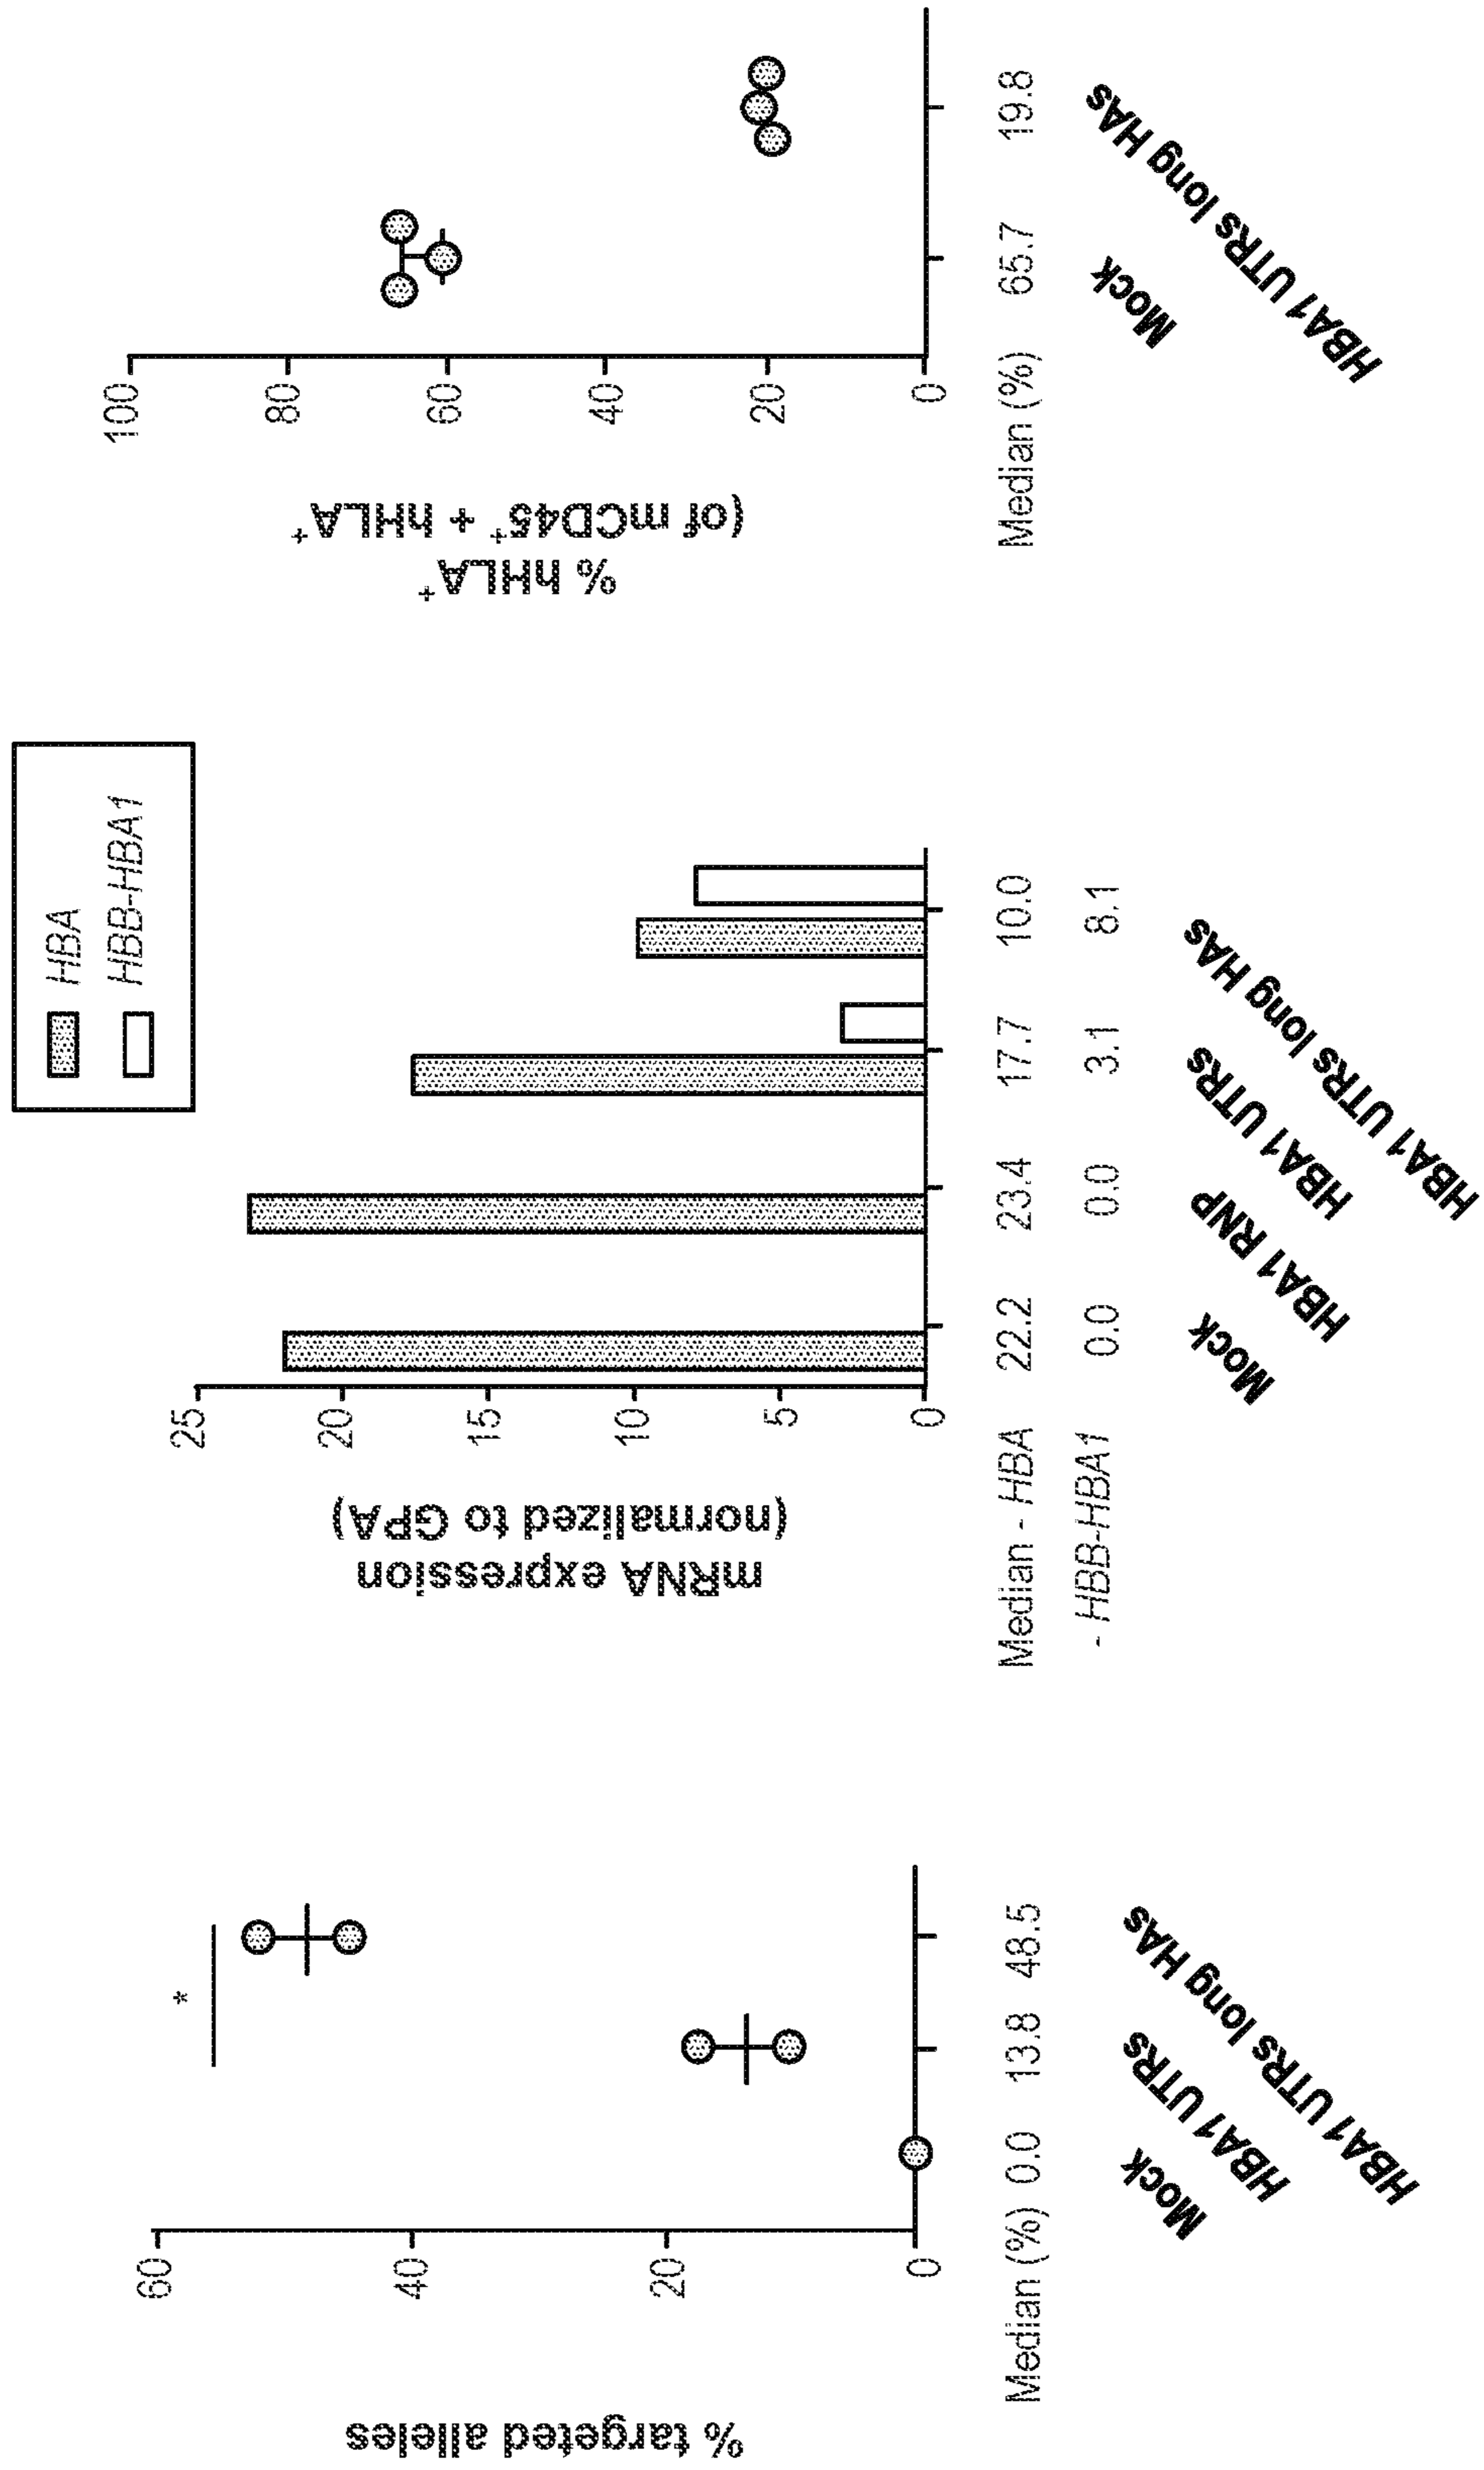 % targeted alleles
60
40
20
0
*
Median (%) 0.0 13.8 48.5
Mock
HBA1 UTRs
HBA1 UTRs long HAs
mRNA expression
(normalized to GPA)
25
20
15
10
5
0
HBA
HBB-HBA1
Median - HBA 22.2 23.4 17.7 10.0
- HBB-HBA1 0.0 0.0 3.1 8.1
Mock
HBA1 RNP
HBA1 UTRs
HBA1 UTRs long HAs
% hHLA⁺
(of mCD45⁺ + hHLA⁺
100
80
60
40
20
0
Median (%) 65.7 19.8
Mock
HBA1 UTRs long HAs